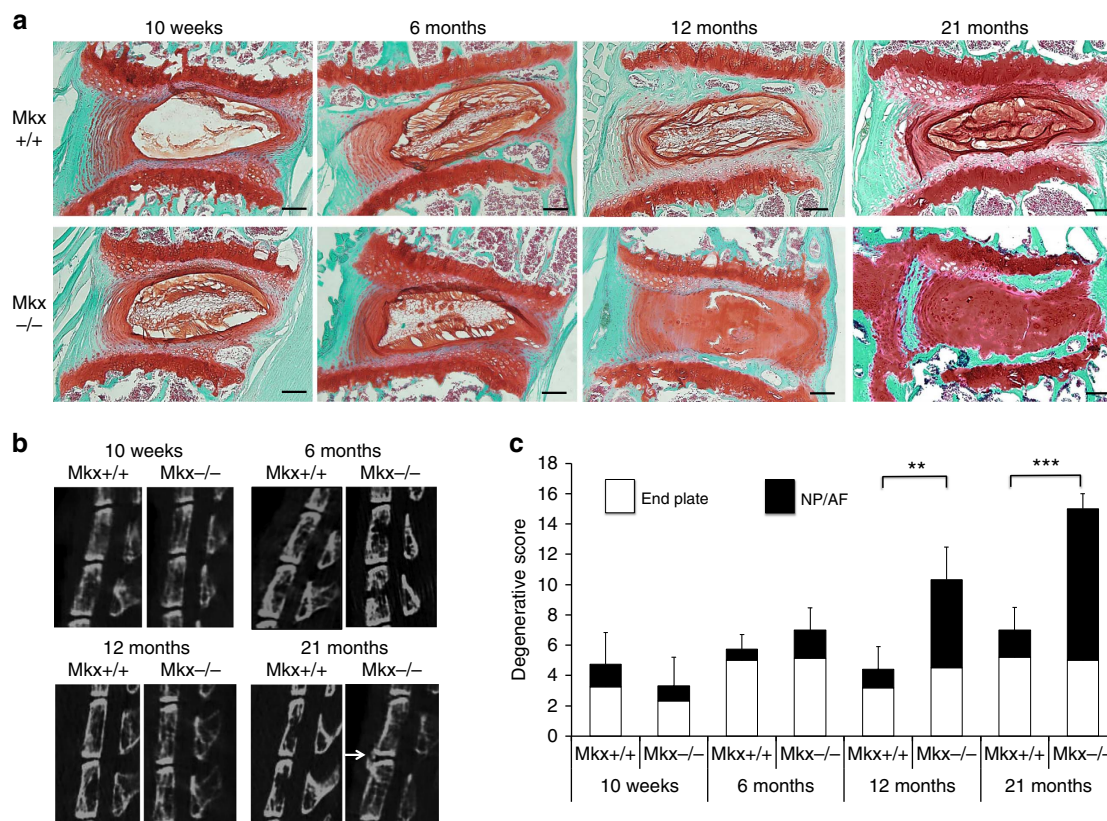 a
10 weeks 6 months 12 months 21 months
Mkx
+/+
Mkx
–/–
b
10 weeks 6 months
Mkx+/+ Mkx–/– Mkx+/+ Mkx–/–
12 months 21 months
Mkx+/+ Mkx–/– Mkx+/+ Mkx–/–
c
Degenerative score
18
16
14
12
10
8
6
4
2
0
End plate NP/AF
** ***
Mkx+/+ Mkx–/– Mkx+/+ Mkx–/– Mkx+/+ Mkx–/– Mkx+/+ Mkx–/–
10 weeks 6 months 12 months 21 months